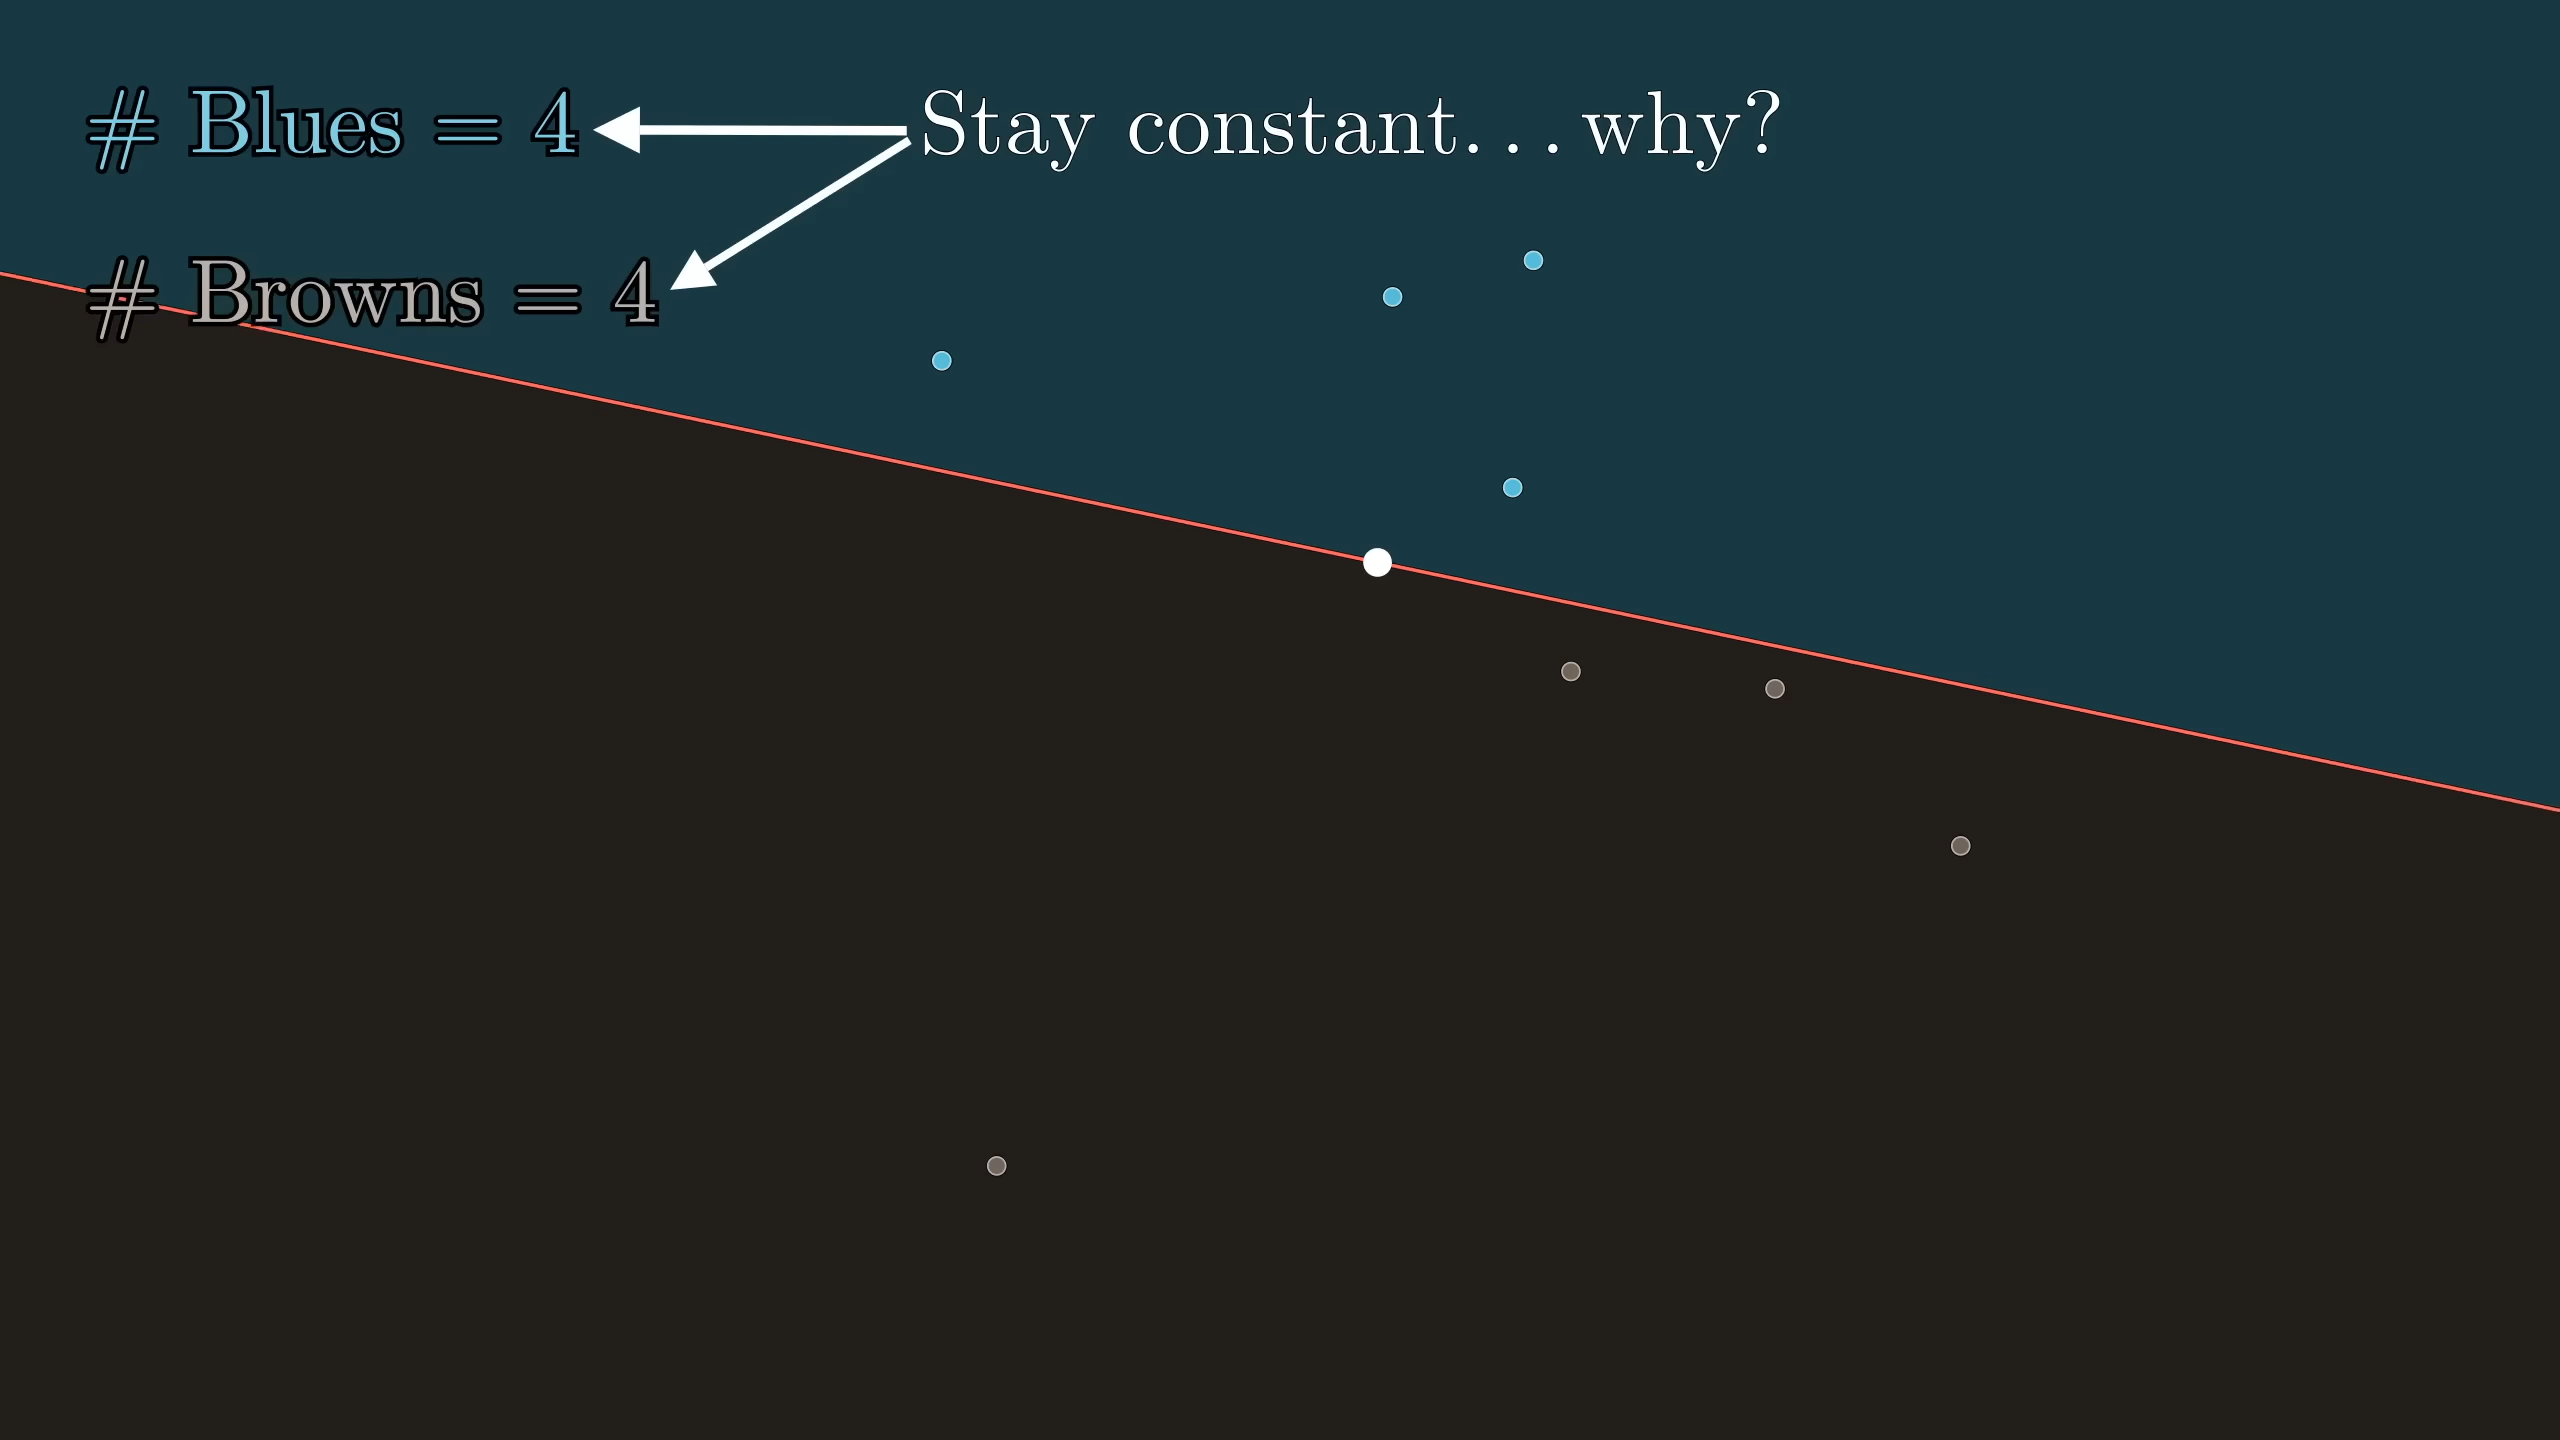 # Blues = 4
Stay constant… why?
# Browns = 4